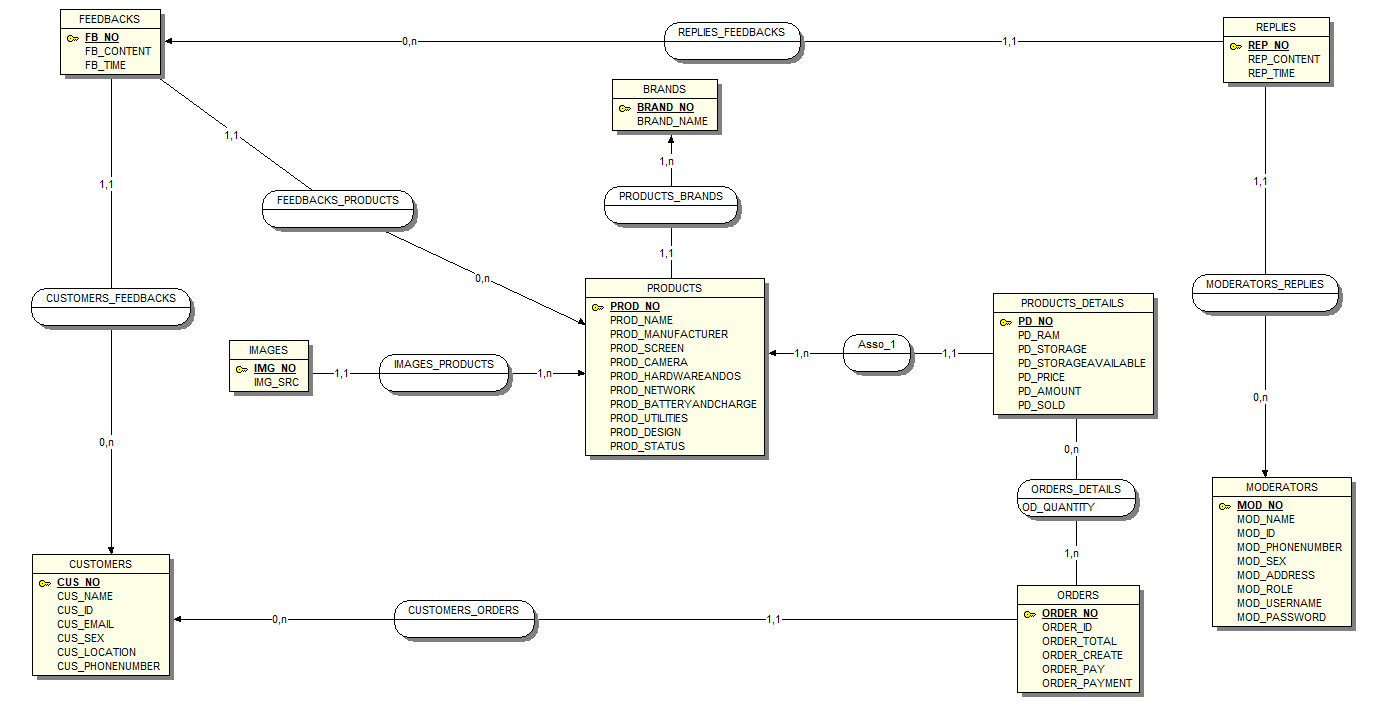 FEEDBACKS
FB_NO
FB_CONTENT
FB_TIME
0,n
REPLIES_FEEDBACKS
1,1
REPLIES
REP_NO
REP_CONTENT
REP_TIME
BRANDS
BRAND_NO
BRAND_NAME
1,1
1,n
1,1
1,1
FEEDBACKS_PRODUCTS
PRODUCTS_BRANDS
1,1
0,n
CUSTOMERS_FEEDBACKS
MODERATORS_REPLIES
PRODUCTS
PROD_NO
PROD_NAME
PROD_MANUFACTURER
PROD_SCREEN
PROD_CAMERA
PROD_HARDWAREANDOS
PROD_NETWORK
PROD_BATTERYANDCHARGE
PROD_UTILITIES
PROD_DESIGN
PROD_STATUS
PRODUCTS_DETAILS
PD_NO
PD_RAM
PD_STORAGE
PD_STORAGEAVAILABLE
PD_PRICE
PD_AMOUNT
PD_SOLD
IMAGES
IMG_NO
IMG_SRC
1,1
IMAGES_PRODUCTS
1,n
1,n
Asso_1
1,1
0,n
0,n
0,n
ORDERS_DETAILS
OD_QUANTITY
1,n
MODERATORS
MOD_NO
MOD_NAME
MOD_ID
MOD_PHONENUMBER
MOD_SEX
MOD_ADDRESS
MOD_ROLE
MOD_USERNAME
MOD_PASSWORD
CUSTOMERS
CUS_NO
CUS_NAME
CUS_ID
CUS_EMAIL
CUS_SEX
CUS_LOCATION
CUS_PHONENUMBER
0,n
CUSTOMERS_ORDERS
1,1
ORDERS
ORDER_NO
ORDER_ID
ORDER_TOTAL
ORDER_CREATE
ORDER_PAY
ORDER_PAYMENT